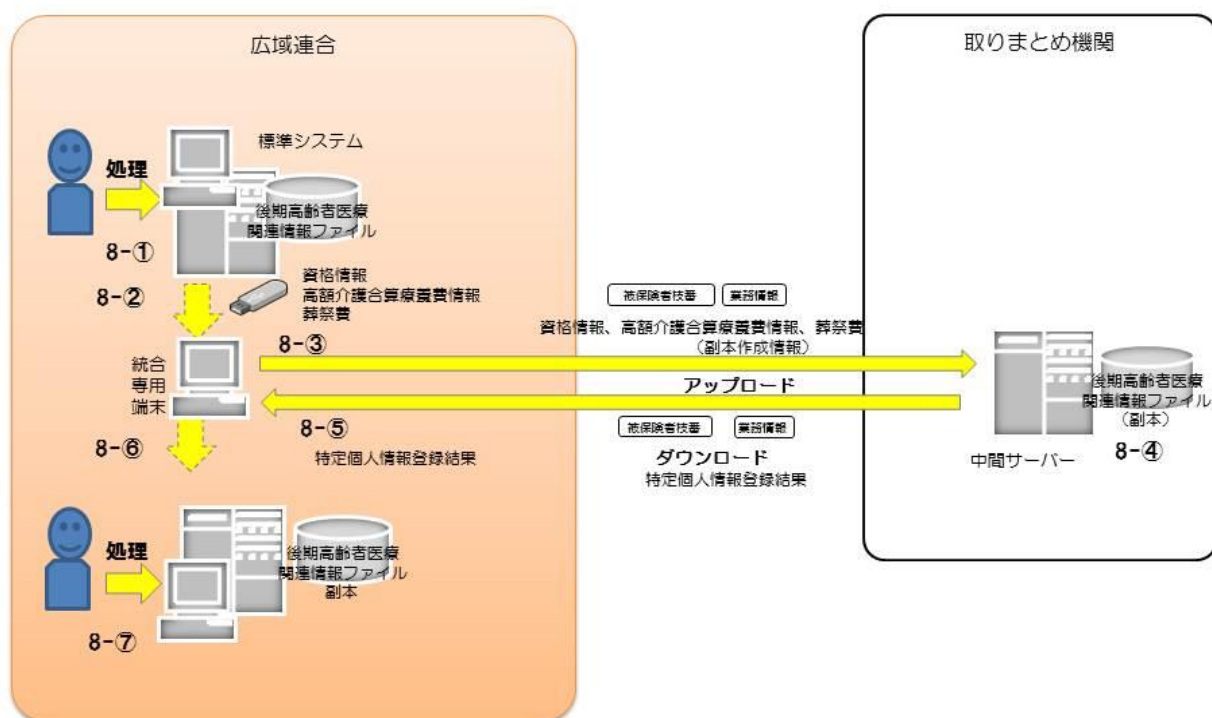 広域連合
取りまとめ機関
標準システム
処理
後期高齢者医療
関連情報ファイル
8-①
8-②
資格情報
高額介護合算療養費情報
葬祭費
被保険者枝番
業務情報
8-③
資格情報、高額介護合算療養費情報、葬祭費
（副本作成情報）
統合
専用
端末
アップロード
後期高齢者医療
関連情報ファイル
（副本）
8-④
中間サーバー
8-⑤
8-⑥
特定個人情報登録結果
被保険者枝番
業務情報
ダウンロード
特定個人情報登録結果
処理
後期高齢者医療
関連情報ファイル
副本
8-⑦